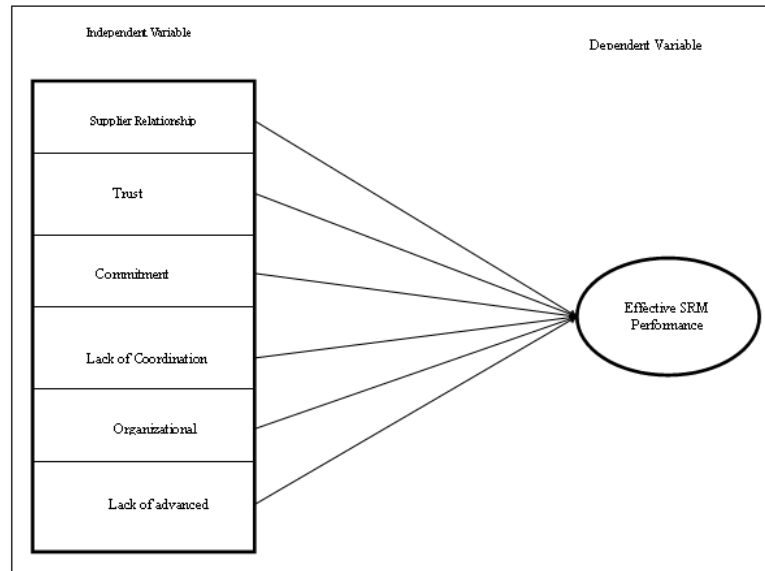 Independent Variable
Dependent Variable
Supplier Relationship
Trust
Commitment
Lack of Coordination
Organizational
Lack of advanced
Effective SRM
Performance